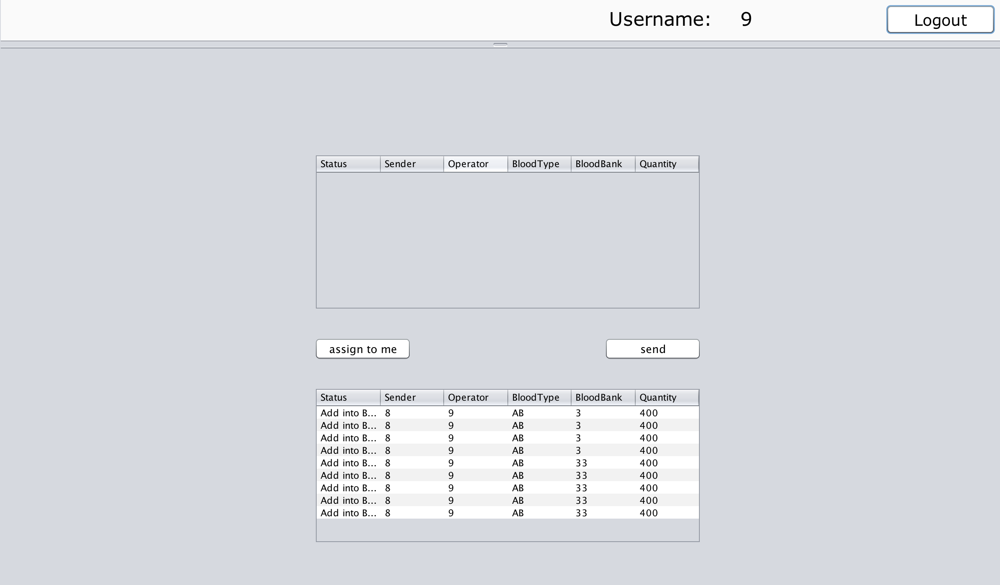 Username: 9 Logout
Status Sender Operator BloodType BloodBank Quantity
assign to me send
Status Sender Operator BloodType BloodBank Quantity
Add into B... 8 9 AB 3 400
Add into B... 8 9 AB 3 400
Add into B... 8 9 AB 3 400
Add into B... 8 9 AB 3 400
Add into B... 8 9 AB 33 400
Add into B... 8 9 AB 33 400
Add into B... 8 9 AB 33 400
Add into B... 8 9 AB 33 400
Add into B... 8 9 AB 33 400